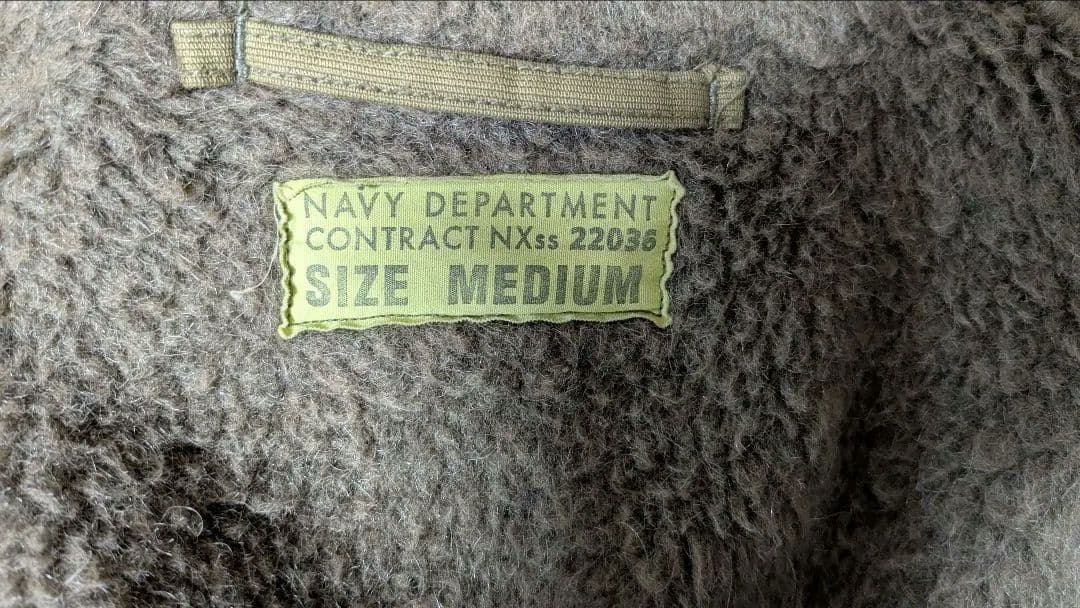 NAVY DEPARTMENT
CONTRACT NXss 22036
SIZE MEDIUM